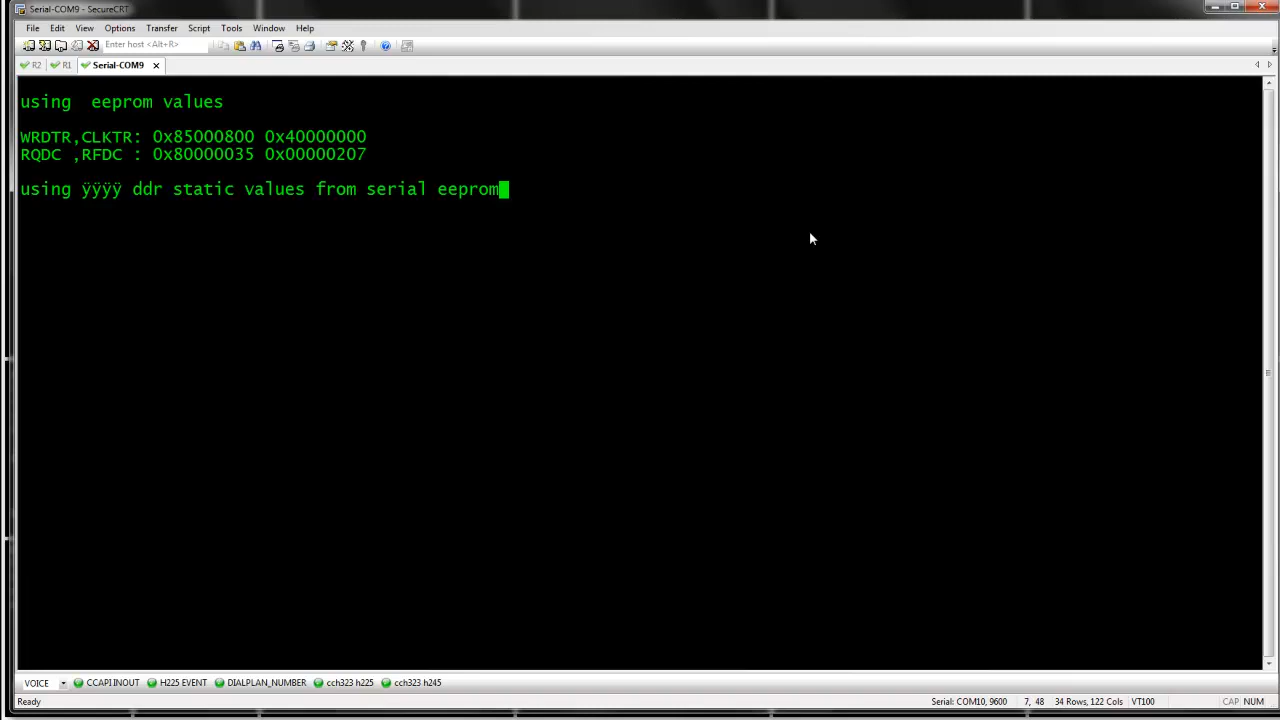 Serial-COM9 - SecureCRT
File Edit View Options Transfer Script Tools Window Help
Enter host <Alt+R>
R2 R1 Serial-COM9
using  eeprom values
WRDTR,CLKTR: 0x85000800 0x40000000
RQDC ,RFDC : 0x80000035 0x00000207
using ÿÿÿÿ ddr static values from serial eeprom
VOICE CCAPI INOUT H225 EVENT DIALPLAN_NUMBER cch323 h225 cch323 h245
Ready Serial: COM10, 9600 7, 48 34 Rows, 122 Cols VT100 CAP NUM